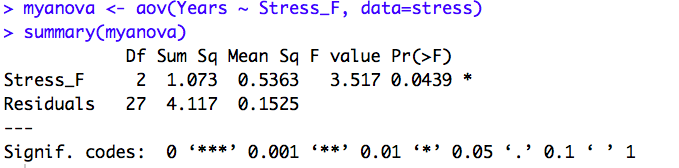 > myanova <- aov(Years ~ Stress_F, data=stress)
> summary(myanova)
            Df Sum Sq Mean Sq F value Pr(>F)
Stress_F     2  1.073  0.5363   3.517 0.0439 *
Residuals   27  4.117  0.1525
---
Signif. codes:  0 ‘***’ 0.001 ‘**’ 0.01 ‘*’ 0.05 ‘.’ 0.1 ‘ ’ 1